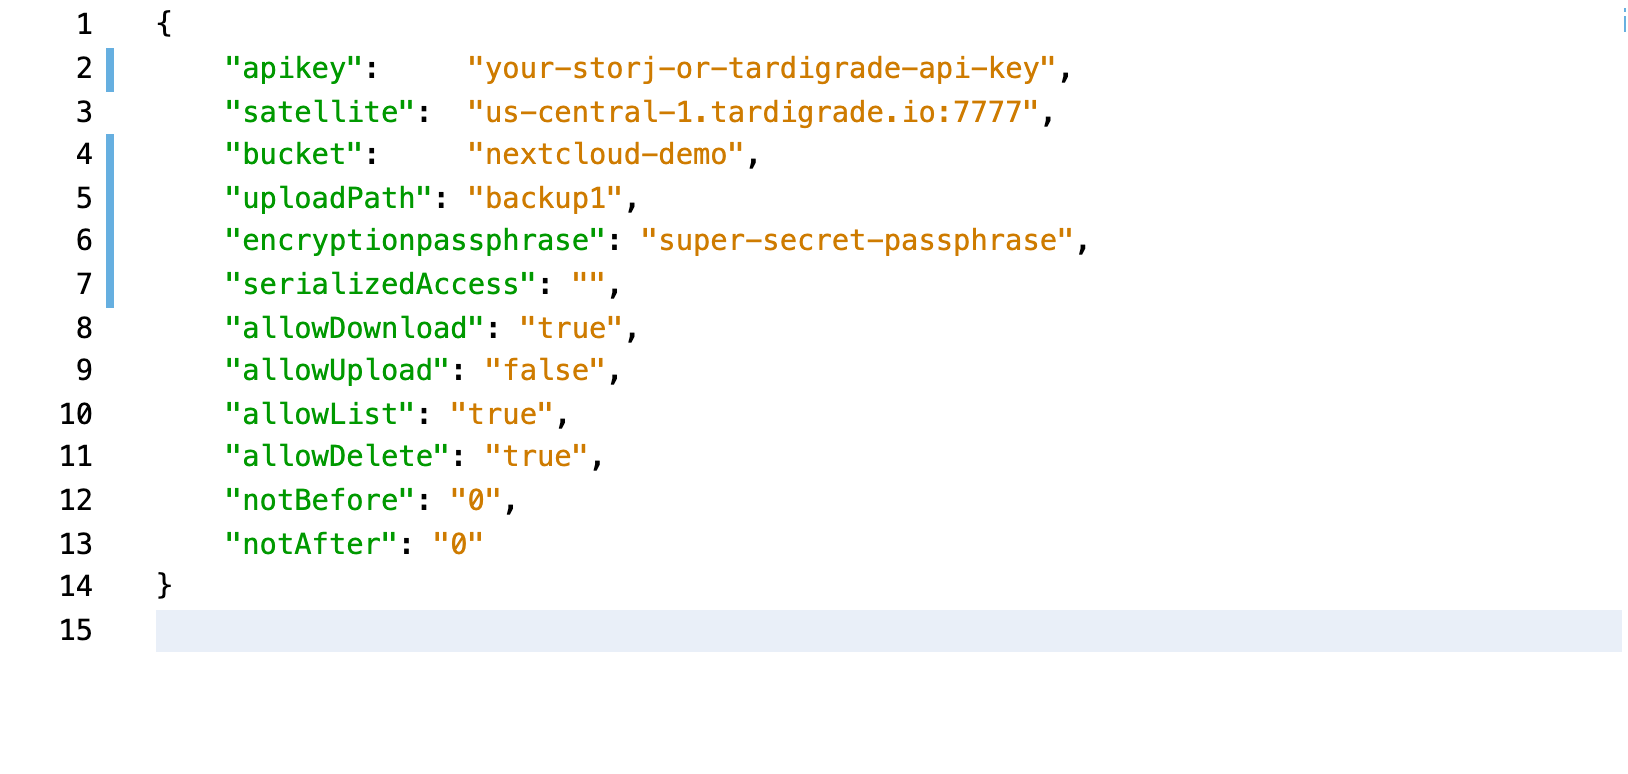 1 {
2 "apikey": "your-storj-or-tardigrade-api-key",
3 "satellite": "us-central-1.tardigrade.io:7777",
4 "bucket": "nextcloud-demo",
5 "uploadPath": "backup1",
6 "encryptionpassphrase": "super-secret-passphrase",
7 "serializedAccess": "",
8 "allowDownload": "true",
9 "allowUpload": "false",
10 "allowList": "true",
11 "allowDelete": "true",
12 "notBefore": "0",
13 "notAfter": "0"
14 }
15